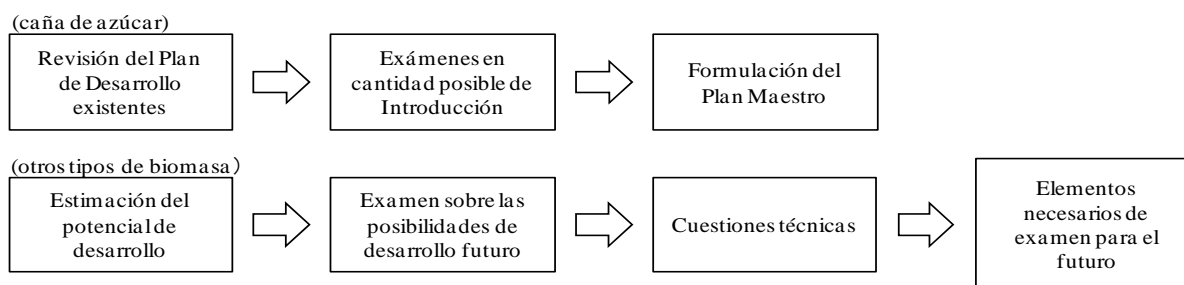 (caña de azúcar)
Revisión del Plan
de Desarrollo
existentes
Exámenes en
cantidad posible de
Introducción
Formulación del
Plan Maestro
(otros tipos de biomasa)
Estimación del
potencial de
desarrollo
Examen sobre las
posibilidades de
desarrollo futuro
Cuestiones técnicas
Elementos
necesarios de
examen para el
futuro